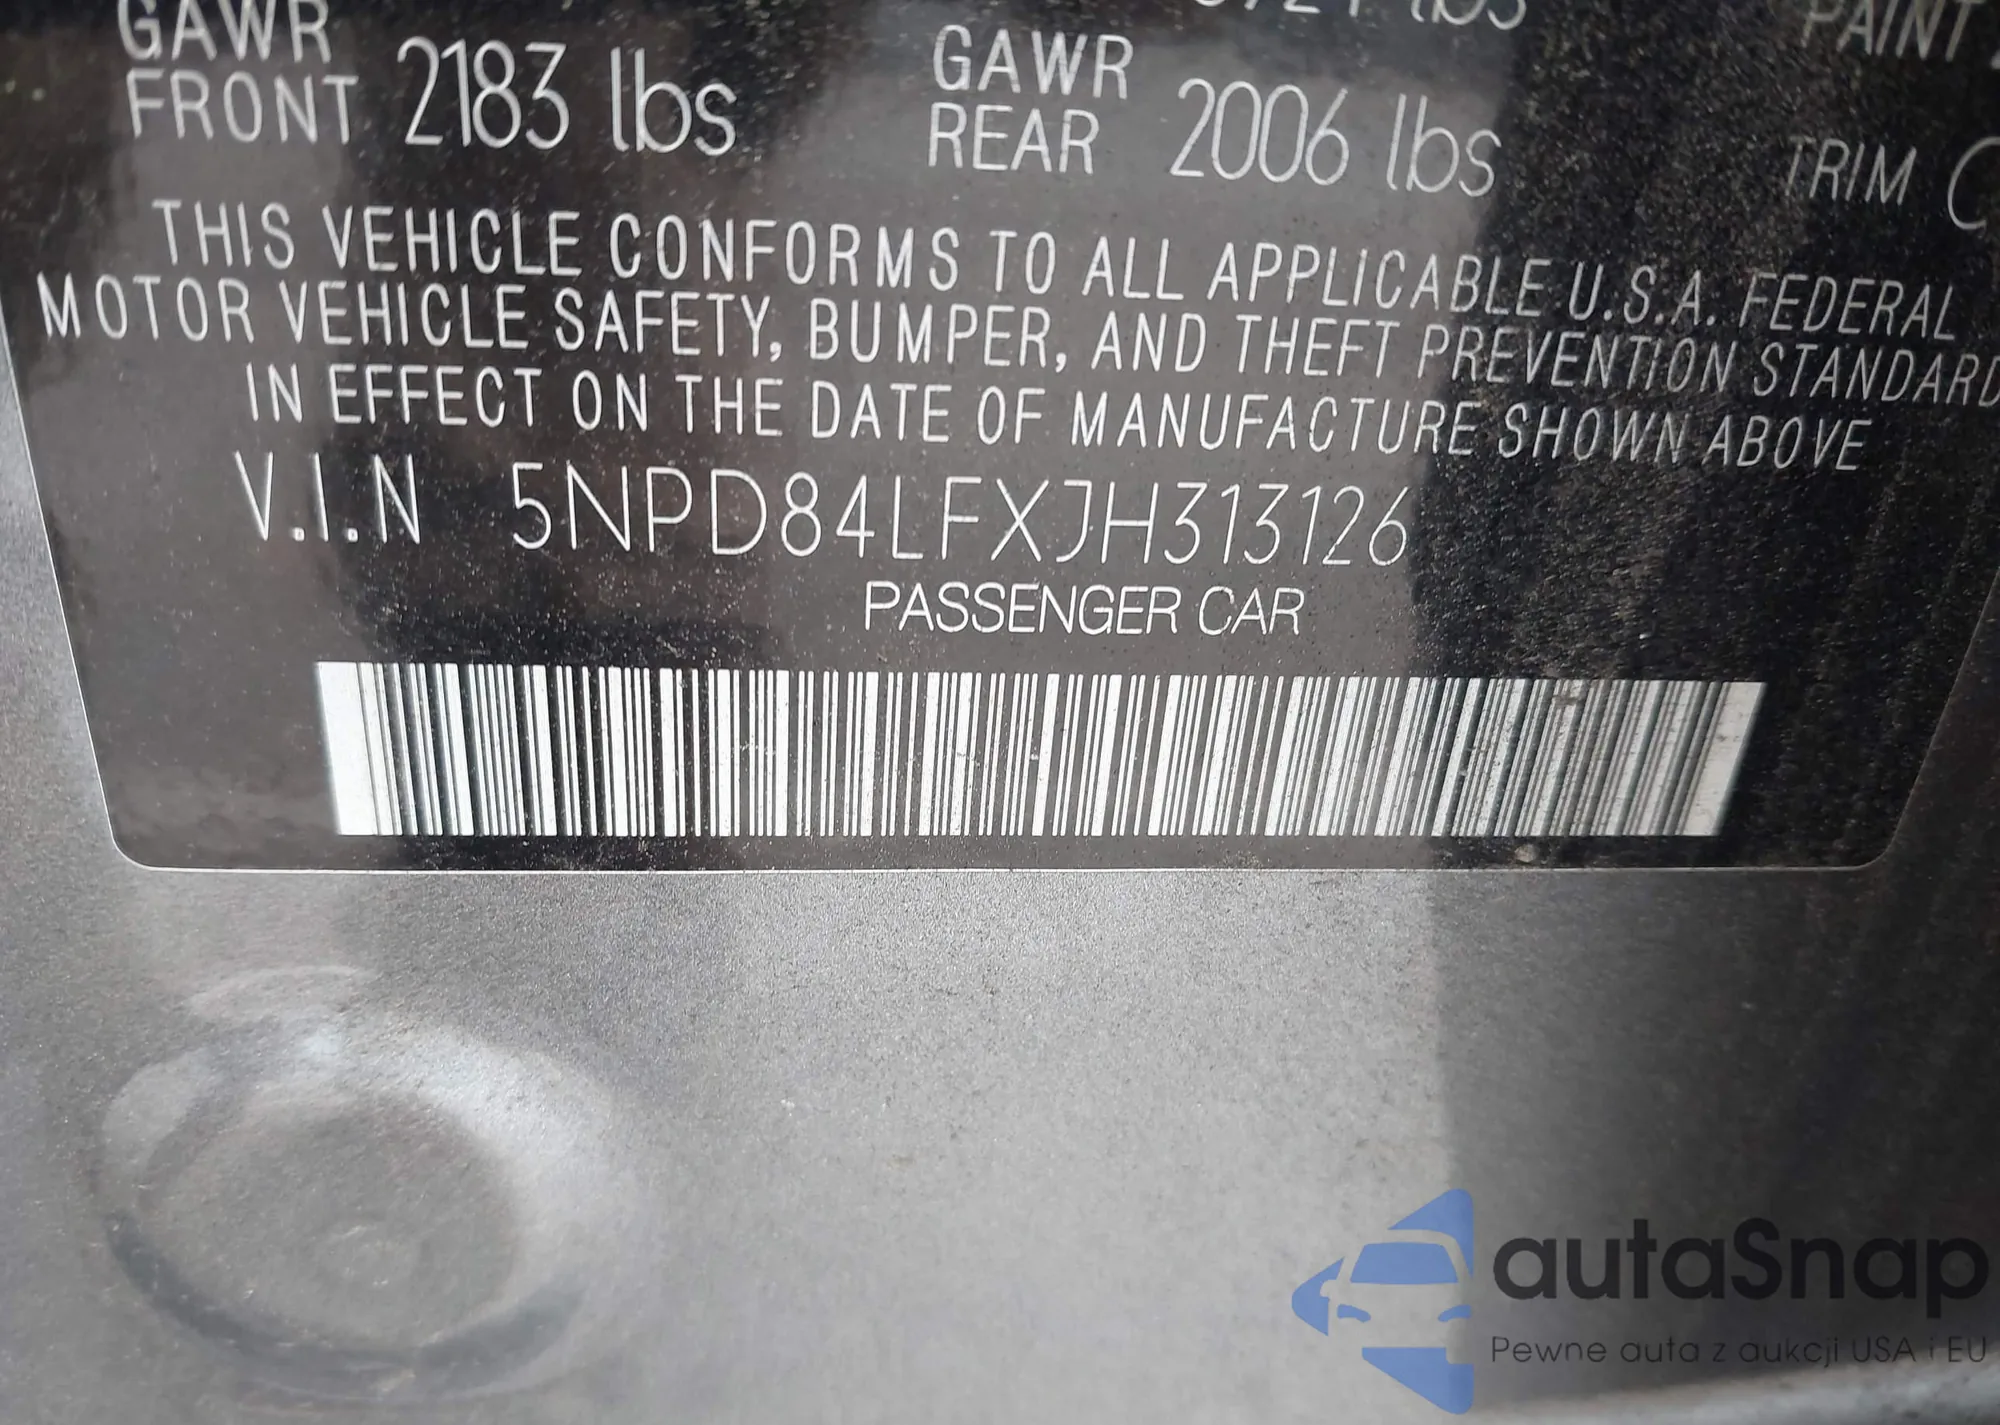 GAWR FRONT 2183 lbs GAWR REAR 2006 lbs
PAINT
TRIM
THIS VEHICLE CONFORMS TO ALL APPLICABLE U.S.A. FEDERAL
MOTOR VEHICLE SAFETY, BUMPER, AND THEFT PREVENTION STANDARD
IN EFFECT ON THE DATE OF MANUFACTURE SHOWN ABOVE
V.I.N 5NPD84LFXJH313126
PASSENGER CAR
autaSnap
Pewne auta z aukcji USA i EU